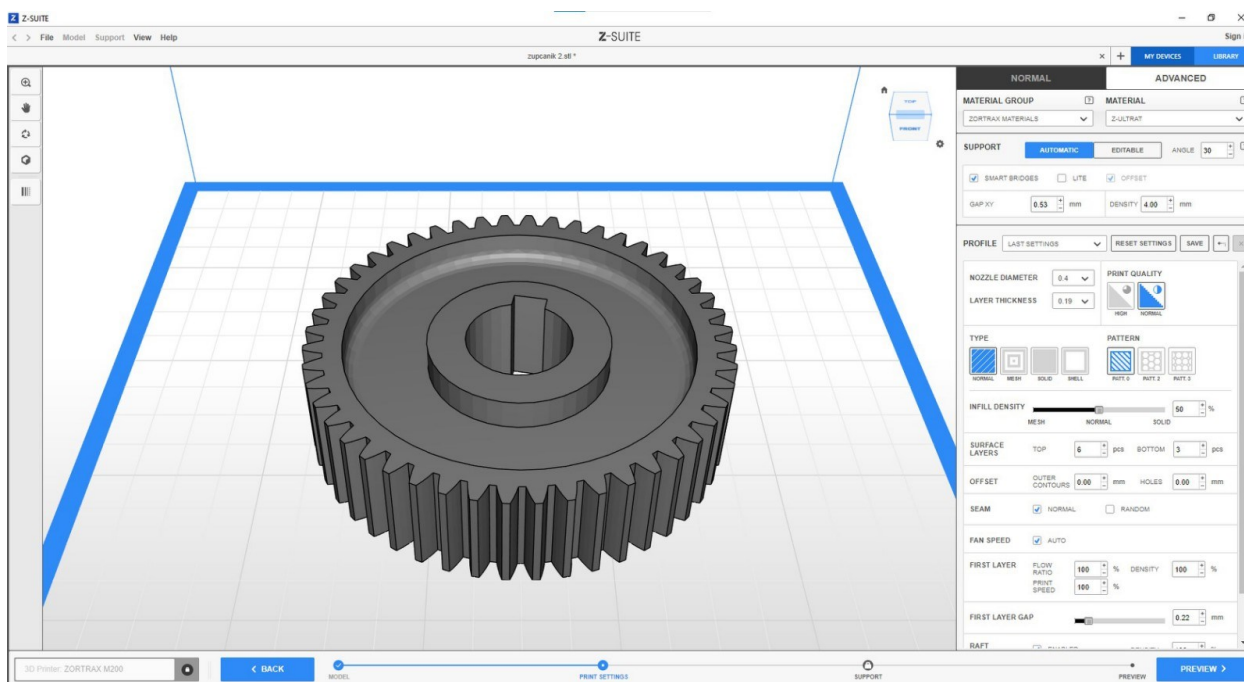 Z-SUITE
< > File Model Support View Help
Z-SUITE
Sign
zupcanik 2.stl *
MY DEVICES
LIBRARY
NORMAL
ADVANCED
MATERIAL GROUP
MATERIAL
ZORTRAX MATERIALS
Z-ULTRAT
SUPPORT
AUTOMATIC
EDITABLE
ANGLE 30
SMART BRIDGES
LITE
OFFSET
GAP XY 0.53 mm
DENSITY 4.00 mm
PROFILE
LAST SETTINGS
RESET SETTINGS
SAVE
NOZZLE DIAMETER 0.4
PRINT QUALITY
LAYER THICKNESS 0.19
HIGH NORMAL
TYPE
PATTERN
NORMAL MESH SOLID SHELL
PATT. 0 PATT. 2 PATT. 3
INFILL DENSITY 50 %
MESH NORMAL SOLID
SURFACE LAYERS TOP 6 pcs BOTTOM 3 pcs
OFFSET OUTER CONTOURS 0.00 mm HOLES 0.00 mm
SEAM NORMAL RANDOM
FAN SPEED AUTO
FIRST LAYER FLOW RATIO 100 % DENSITY 100 %
PRINT SPEED 100 %
FIRST LAYER GAP 0.22 mm
RAFT
TOP
FRONT
3D Printer: ZORTRAX M200
< BACK
MODEL
PRINT SETTINGS
SUPPORT
PREVIEW
PREVIEW >